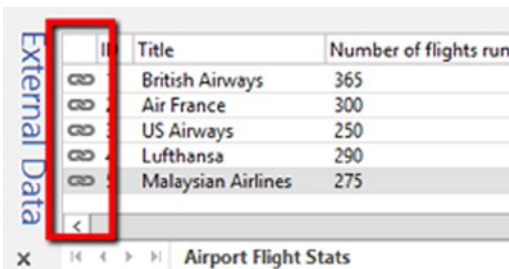 External Data
ID Title Number of flights run
1 British Airways 365
2 Air France 300
3 US Airways 250
4 Lufthansa 290
5 Malaysian Airlines 275
Airport Flight Stats